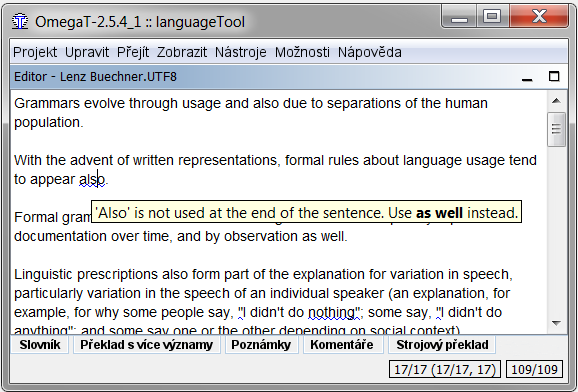 OmegaT-2.5.4_1 :: languageTool
Projekt Upravit Přejít Zobrazit Nástroje Možnosti Nápověda
Editor - Lenz Buechner.UTF8
Grammars evolve through usage and also due to separations of the human
population.
With the advent of written representations, formal rules about language usage tend
to appear also.
'Also' is not used at the end of the sentence. Use as well instead.
Formal gram
documentation over time, and by observation as well.
Linguistic prescriptions also form part of the explanation for variation in speech,
particularly variation in the speech of an individual speaker (an explanation, for
example, for why some people say, "I didn't do nothing"; some say, "I didn't do
anything"; and some say one or the other depending on social context).
Slovník Překlad s více významy Poznámky Komentáře Strojový překlad
17/17 (17/17, 17) 109/109